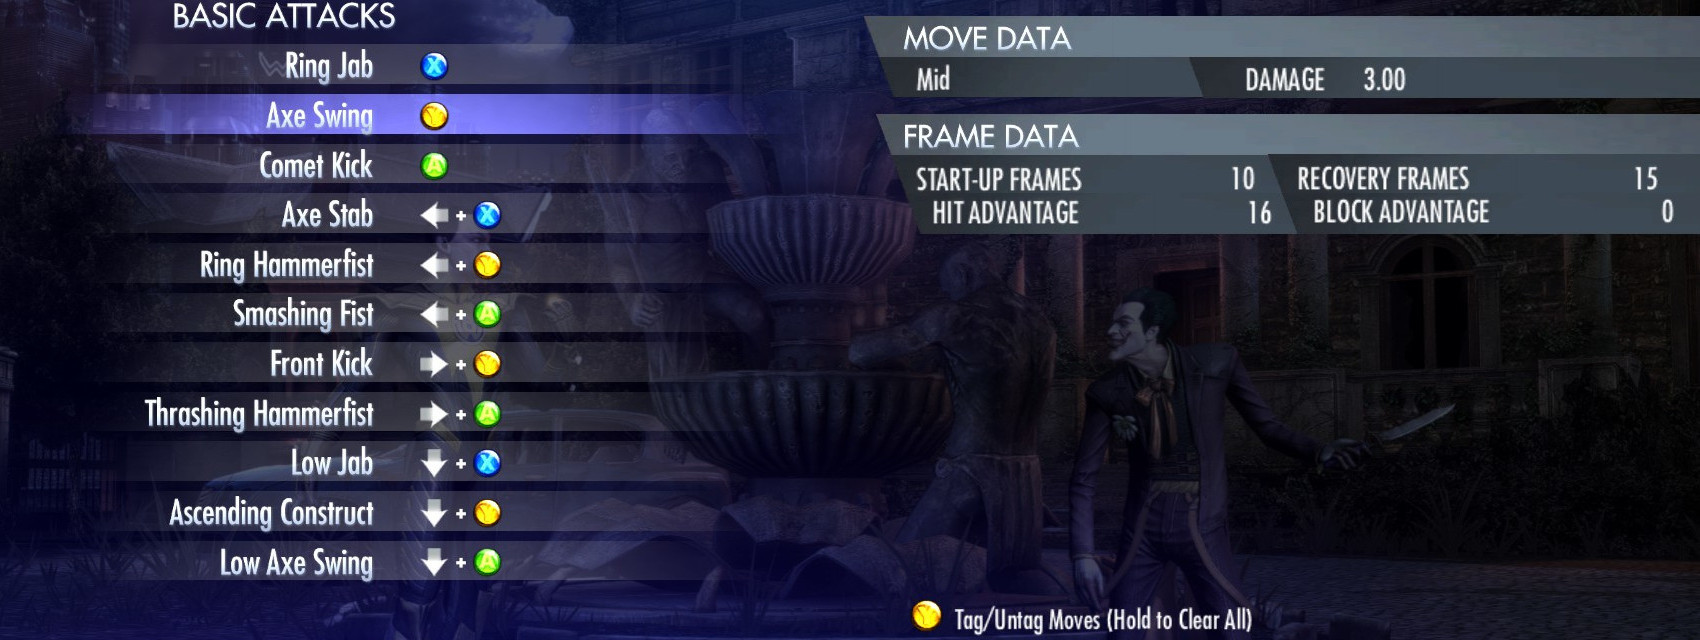 BASIC ATTACKS
Ring Jab X
Axe Swing Y
Comet Kick A
Axe Stab + X
Ring Hammerfist + Y
Smashing Fist + A
Front Kick + Y
Thrashing Hammerfist + A
Low Jab + X
Ascending Construct + Y
Low Axe Swing + A
MOVE DATA
Mid DAMAGE 3.00
FRAME DATA
START-UP FRAMES 10 RECOVERY FRAMES 15
HIT ADVANTAGE 16 BLOCK ADVANTAGE 0
Y Tag/Untag Moves (Hold to Clear All)